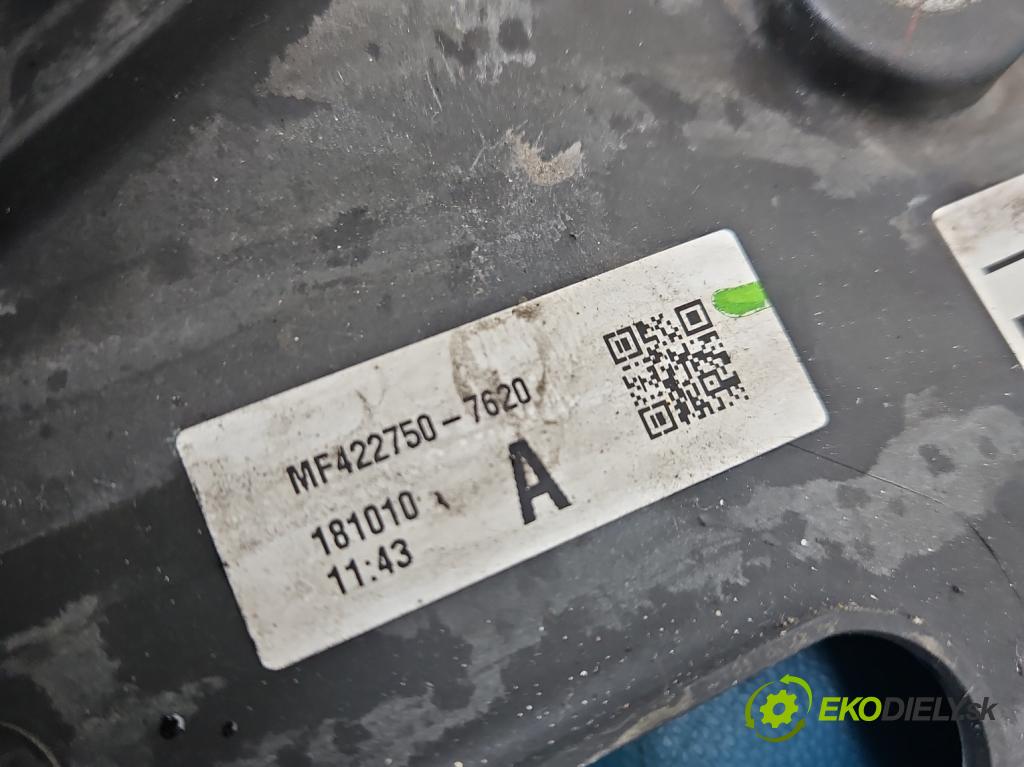 MF422750-7620
181010
A
11:43
EKODIELY.sk